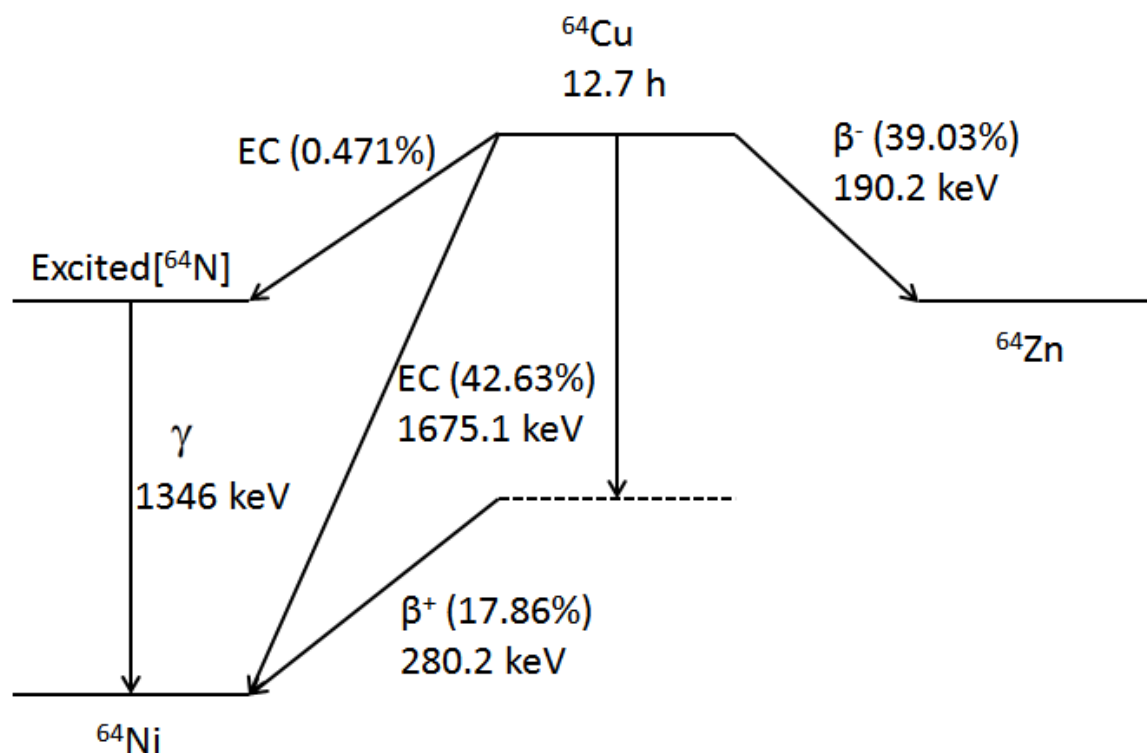 ⁶⁴Cu
12.7 h
EC (0.471%)
β⁻ (39.03%)
190.2 keV
Excited[⁶⁴N]
⁶⁴Zn
EC (42.63%)
1675.1 keV
γ
1346 keV
β⁺ (17.86%)
280.2 keV
⁶⁴Ni